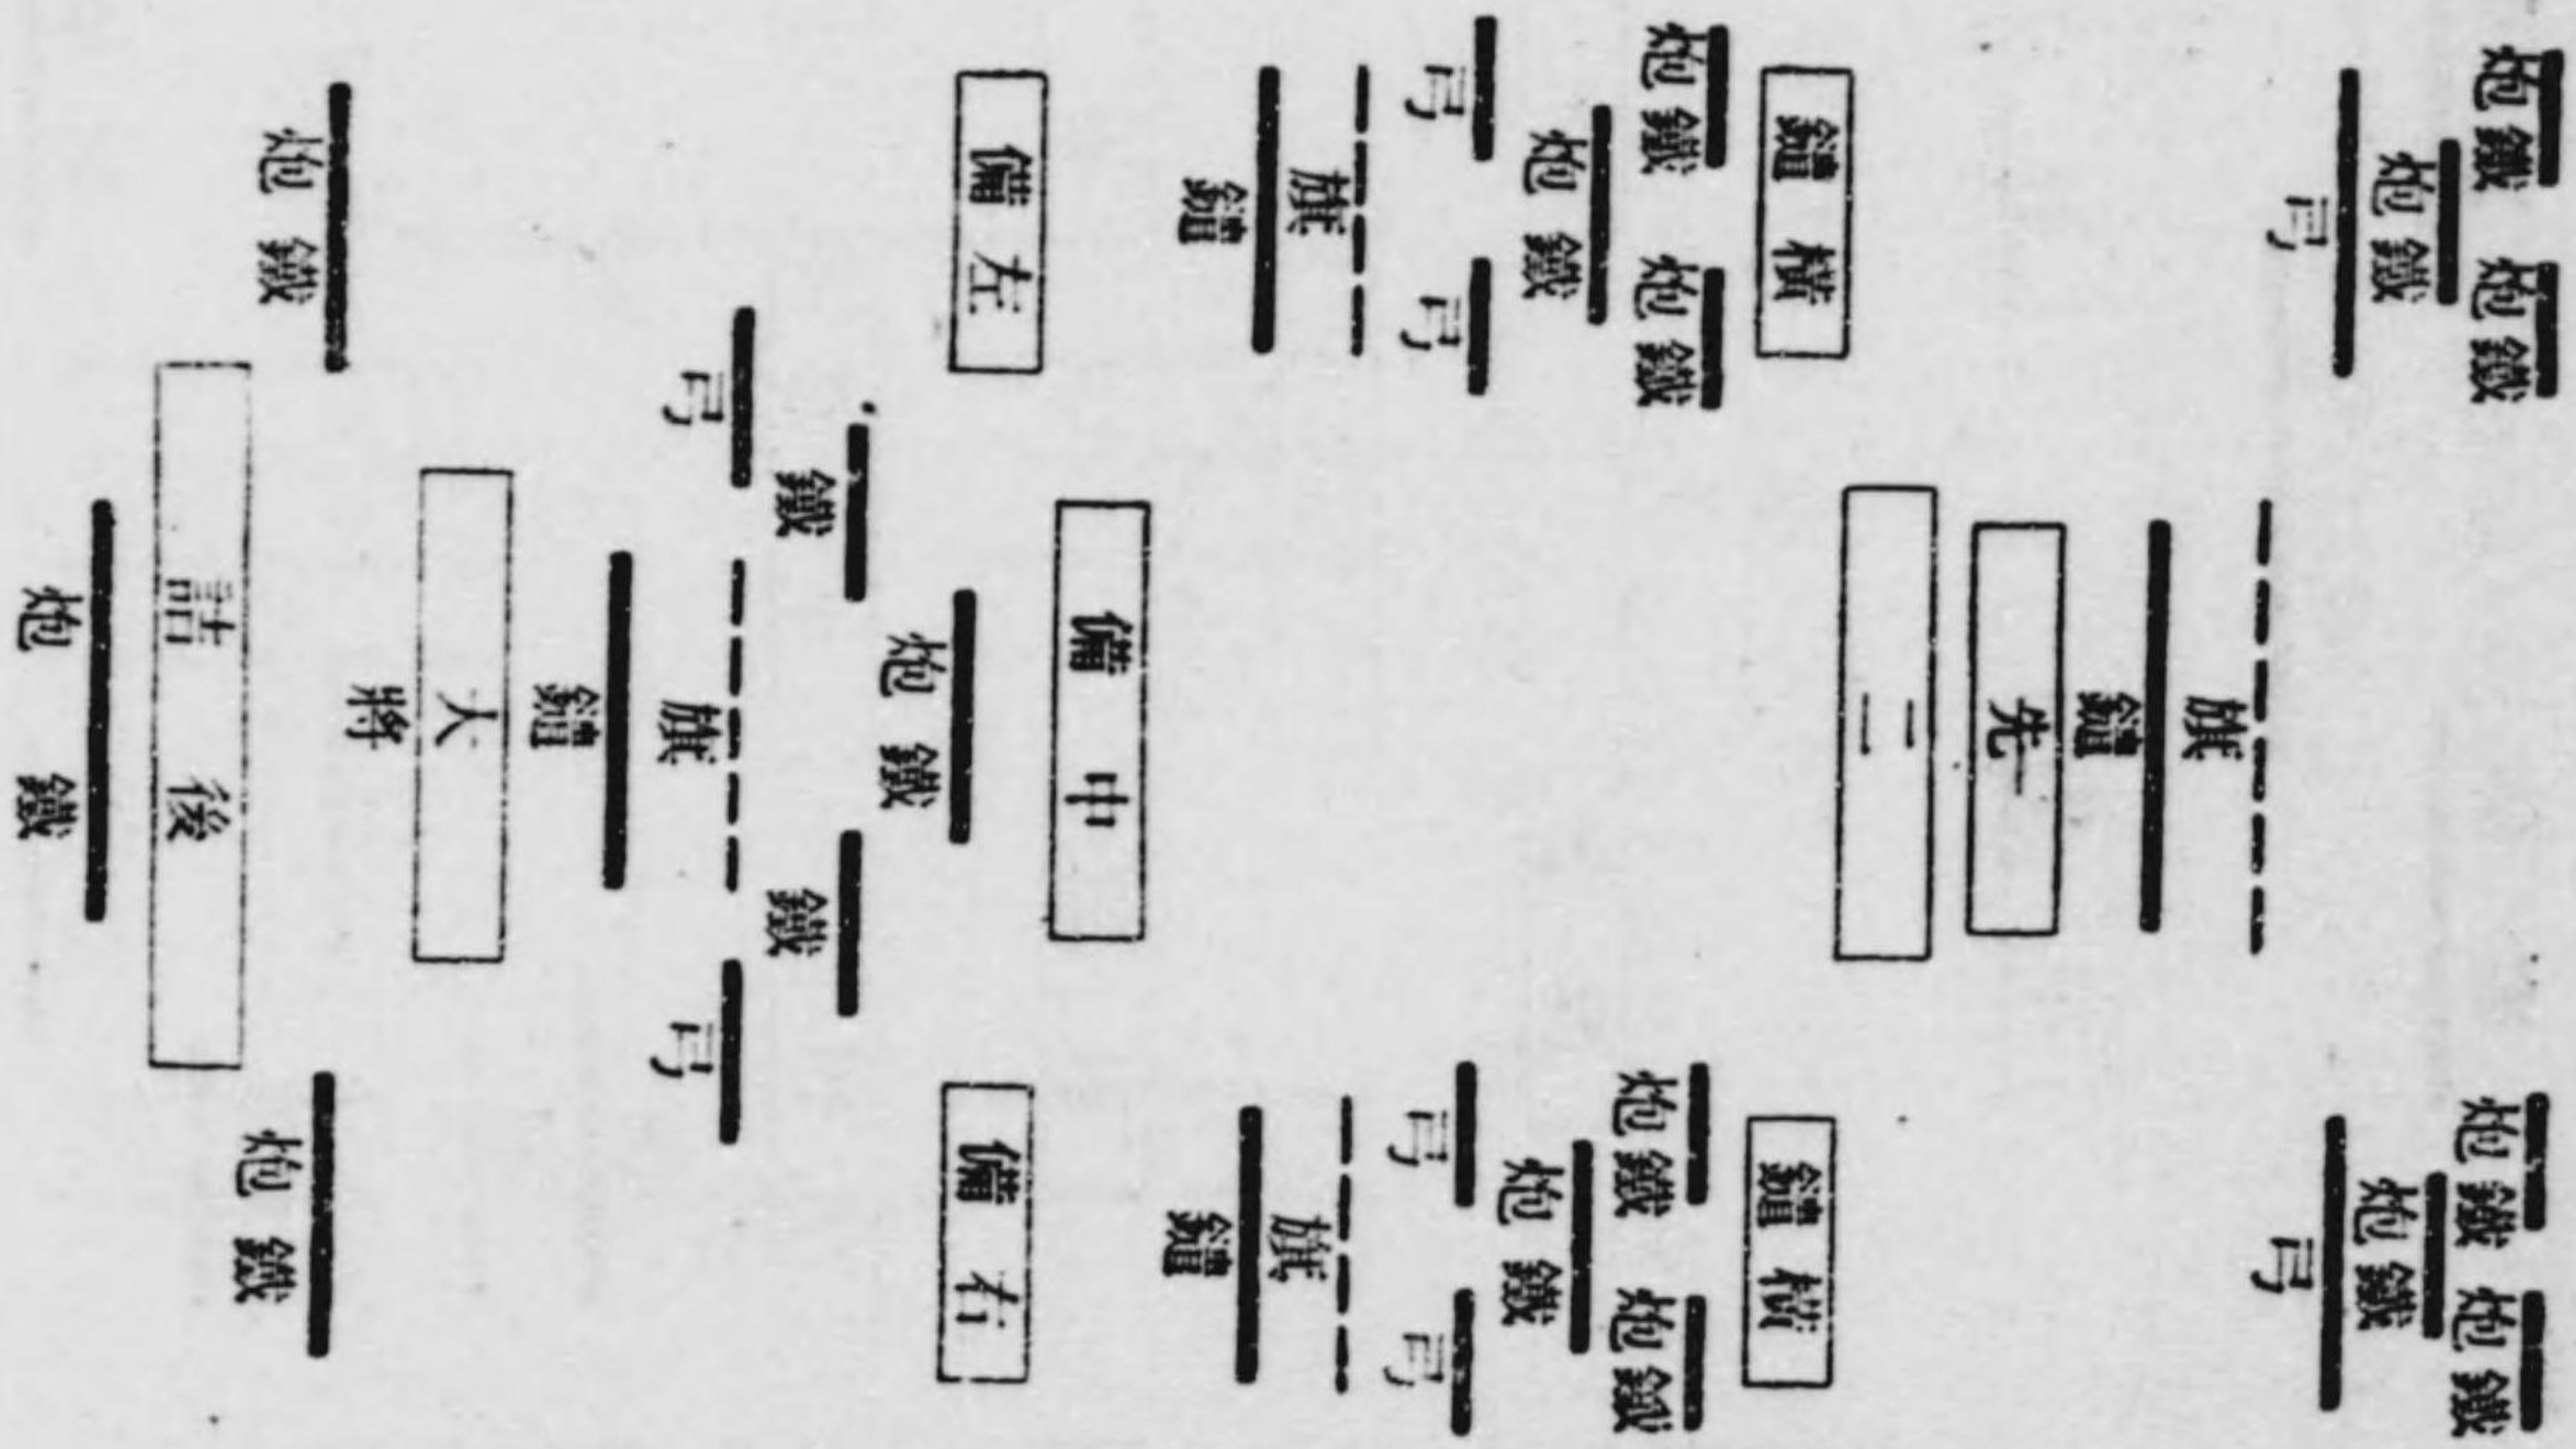 鐵炮
鐵炮
鐵炮
鐵炮
鐵炮
鐵炮
弓
弓
旗
鑓
先
二
横鑓
横鑓
鐵炮
鐵炮
鐵炮
鐵炮
鐵炮
鐵炮
弓
弓
弓
弓
旗
旗
鑓
鑓
中備
右備
左備
鐵炮
鐵
鐵
弓
旗
弓
鑓
大
將
鐵炮
鐵炮
後詰
鐵炮